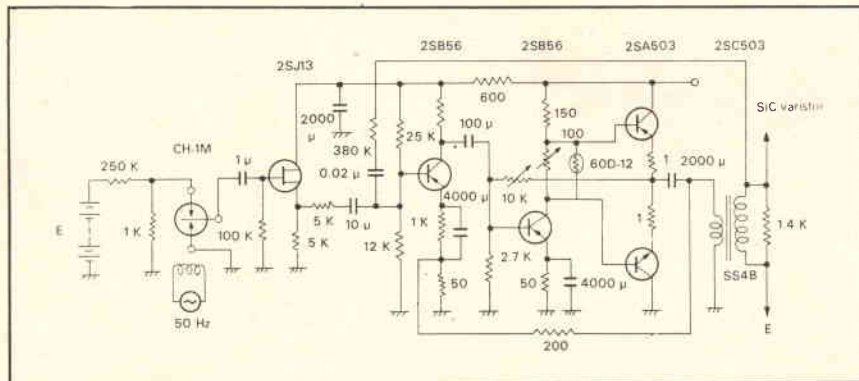 2SB56 2SB56 2SA503 2SC503
2SJ13
600
SiC varistor
2000 μ
150
100 μ
25 K
100
CH-1M
380 K
1 2000 μ
250 K
1 μ
60D-12
0.02 μ
4000 μ
10 K
5 K
10 μ
1 K
E
1 K
100 K
5 K
12 K
2.7 K
1
1.4 K
50
50
4000 μ
SS4B
50 Hz
200
E